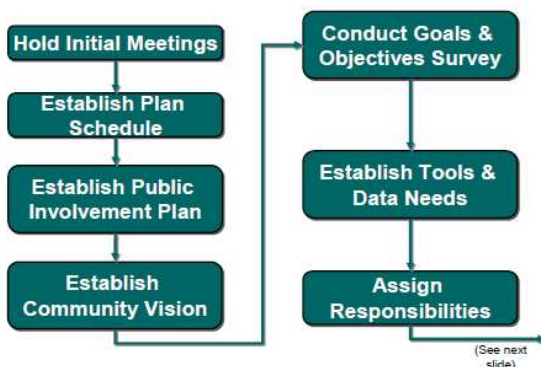 Hold Initial Meetings
Establish Plan
Schedule
Establish Public
Involvement Plan
Establish
Community Vision
Conduct Goals &
Objectives Survey
Establish Tools &
Data Needs
Assign
Responsibilities
(See next
slide)